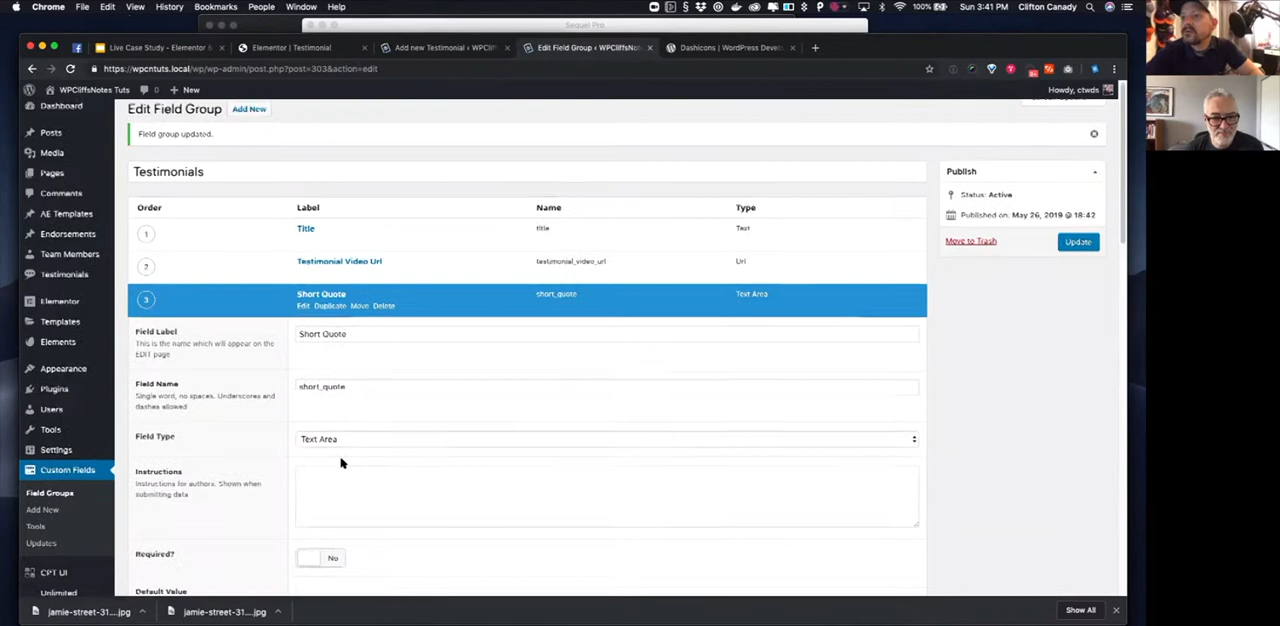 Chrome File Edit View History Bookmarks People Window Help 100% Sun 3:41 PM Clifton Canady
Sequel Pro
Live Case Study - Elementor & Elementor | Testimonial Add new Testimonial ‹ WPCliff Edit Field Group ‹ WPCliffsNote Dashicons | WordPress Develo
https://wpcntuts.local/wp/wp-admin/post.php?post=303&action=edit
WPCliffsNotes Tuts 0 New Howdy, ctwds
Dashboard
Posts
Media
Pages
Comments
AE Templates
Endorsements
Team Members
Testimonials
Elementor
Templates
Elements
Appearance
Plugins
Users
Tools
Settings
Custom Fields
Field Groups
Add New
Tools
Updates
CPT UI
Unlimited
Edit Field Group Add New
Field group updated.
Testimonials
Order Label Name Type
1 Title title Text
2 Testimonial Video Url testimonial_video_url Url
3 Short Quote short_quote Text Area
Edit Duplicate Move Delete
Field Label
This is the name which will appear on the
EDIT page
Short Quote
Field Name
Single word, no spaces. Underscores and
dashes allowed
short_quote
Field Type
Text Area
Instructions
Instructions for authors. Shown when
submitting data
Required?
No
Default Value
Publish
Status: Active
Published on: May 26, 2019 @ 18:42
Move to Trash Update
jamie-street-31....jpg jamie-street-31....jpg Show All